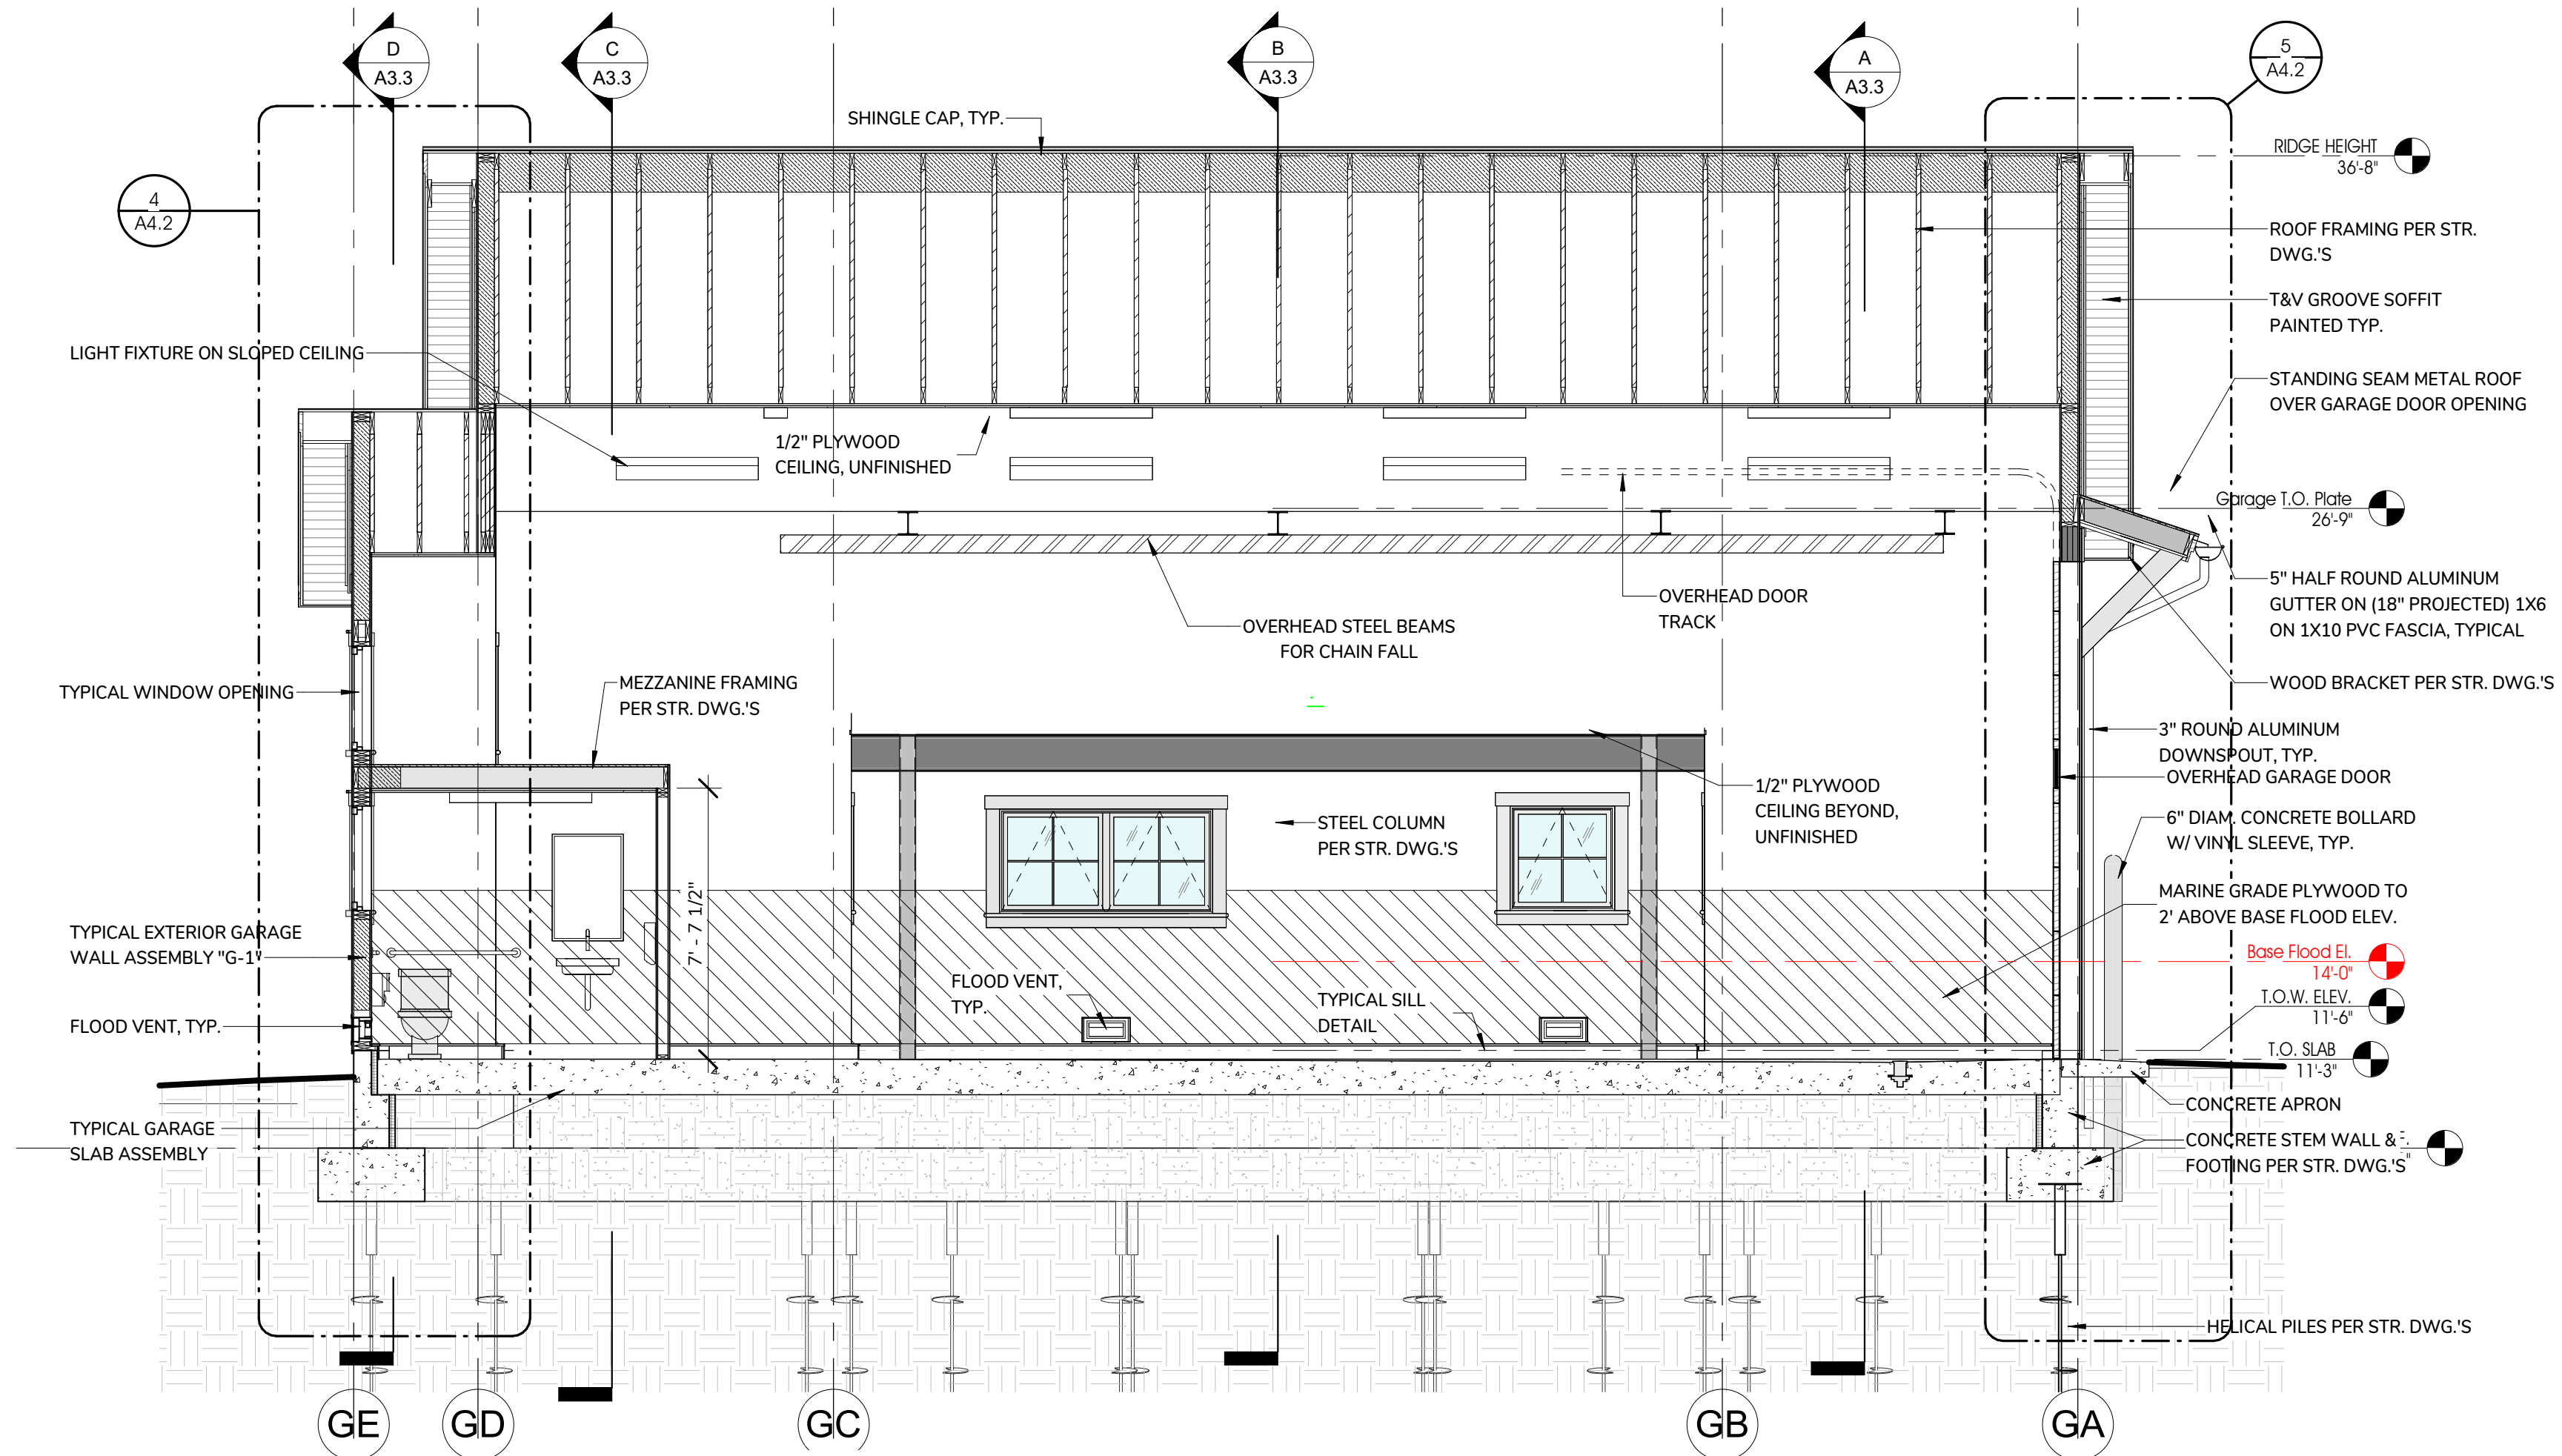 D
A3.3
C
A3.3
B
A3.3
A
A3.3
5
A4.2
SHINGLE CAP, TYP.
RIDGE HEIGHT
36'-8"
4
A4.2
ROOF FRAMING PER STR.
DWG.'S
T&V GROOVE SOFFIT
PAINTED TYP.
LIGHT FIXTURE ON SLOPED CEILING
STANDING SEAM METAL ROOF
OVER GARAGE DOOR OPENING
1/2" PLYWOOD
CEILING, UNFINISHED
Garage T.O. Plate
26'-9"
5" HALF ROUND ALUMINUM
GUTTER ON (18" PROJECTED) 1X6
ON 1X10 PVC FASCIA, TYPICAL
OVERHEAD DOOR
TRACK
OVERHEAD STEEL BEAMS
FOR CHAIN FALL
TYPICAL WINDOW OPENING
MEZZANINE FRAMING
PER STR. DWG.'S
WOOD BRACKET PER STR. DWG.'S
3" ROUND ALUMINUM
DOWNSPOUT, TYP.
OVERHEAD GARAGE DOOR
1/2" PLYWOOD
CEILING BEYOND,
UNFINISHED
STEEL COLUMN
PER STR. DWG.'S
6" DIAM. CONCRETE BOLLARD
W/ VINYL SLEEVE, TYP.
MARINE GRADE PLYWOOD TO
2' ABOVE BASE FLOOD ELEV.
7' - 7 1/2"
TYPICAL EXTERIOR GARAGE
WALL ASSEMBLY "G-1"
Base Flood El.
14'-0"
FLOOD VENT,
TYP.
TYPICAL SILL
DETAIL
T.O.W. ELEV.
11'-6"
FLOOD VENT, TYP.
T.O. SLAB
11'-3"
CONCRETE APRON
TYPICAL GARAGE
SLAB ASSEMBLY
CONCRETE STEM WALL &
FOOTING PER STR. DWG.'S
HELICAL PILES PER STR. DWG.'S
GE
GD
GC
GB
GA